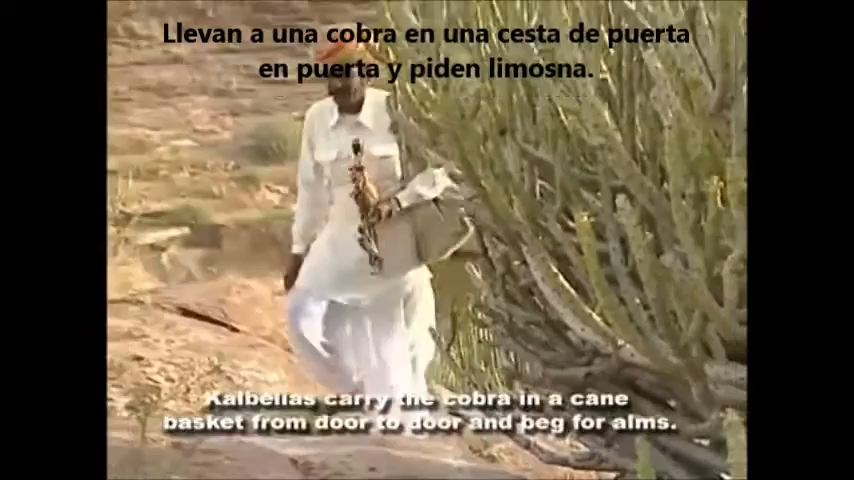 Llevan a una cobra en una cesta de puerta
en puerta y piden limosna.
Kalbelias carry the cobra in a cane
basket from door to door and beg for alms.